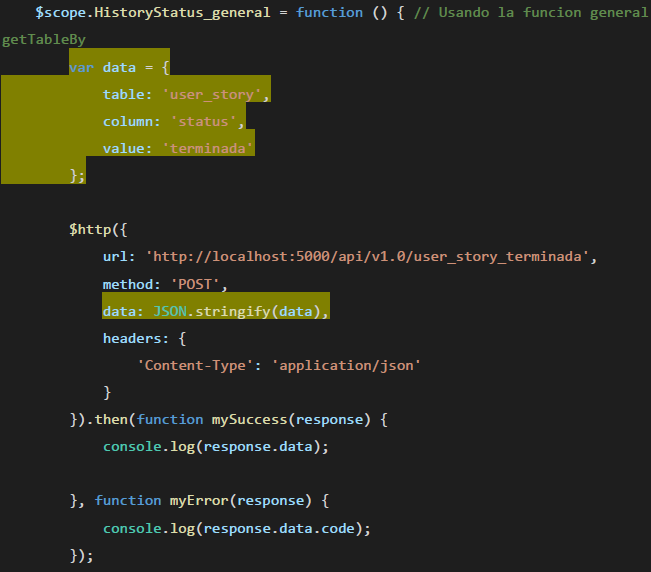 $scope.HistoryStatus_general = function () { // Usando la funcion general
getTableBy
var data = {
table: 'user_story',
column: 'status',
value: 'terminada'
};
$http({
url: 'http://localhost:5000/api/v1.0/user_story_terminada',
method: 'POST',
data: JSON.stringify(data),
headers: {
'Content-Type': 'application/json'
}
}).then(function mySuccess(response) {
console.log(response.data);
}, function myError(response) {
console.log(response.data.code);
});